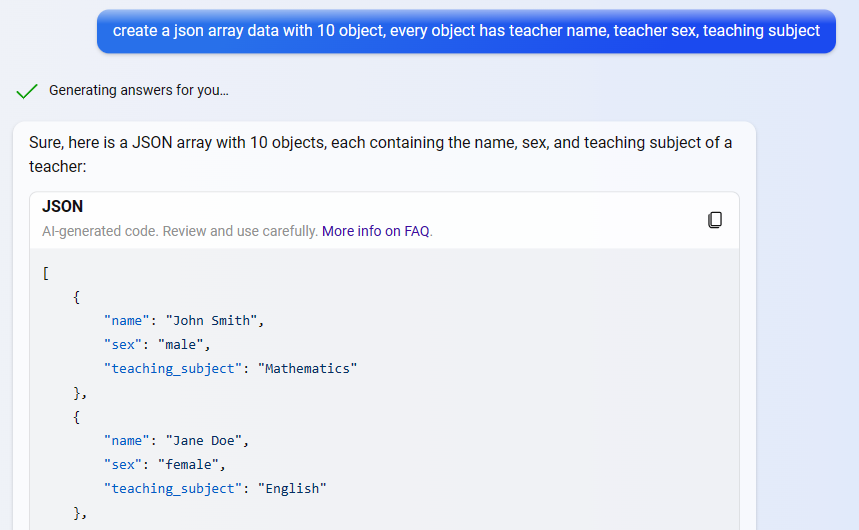 create a json array data with 10 object, every object has teacher name, teacher sex, teaching subject
Generating answers for you...
Sure, here is a JSON array with 10 objects, each containing the name, sex, and teaching subject of a
teacher:
JSON
AI-generated code. Review and use carefully. More info on FAQ.
[
    {
        "name": "John Smith",
        "sex": "male",
        "teaching_subject": "Mathematics"
    },
    {
        "name": "Jane Doe",
        "sex": "female",
        "teaching_subject": "English"
    },